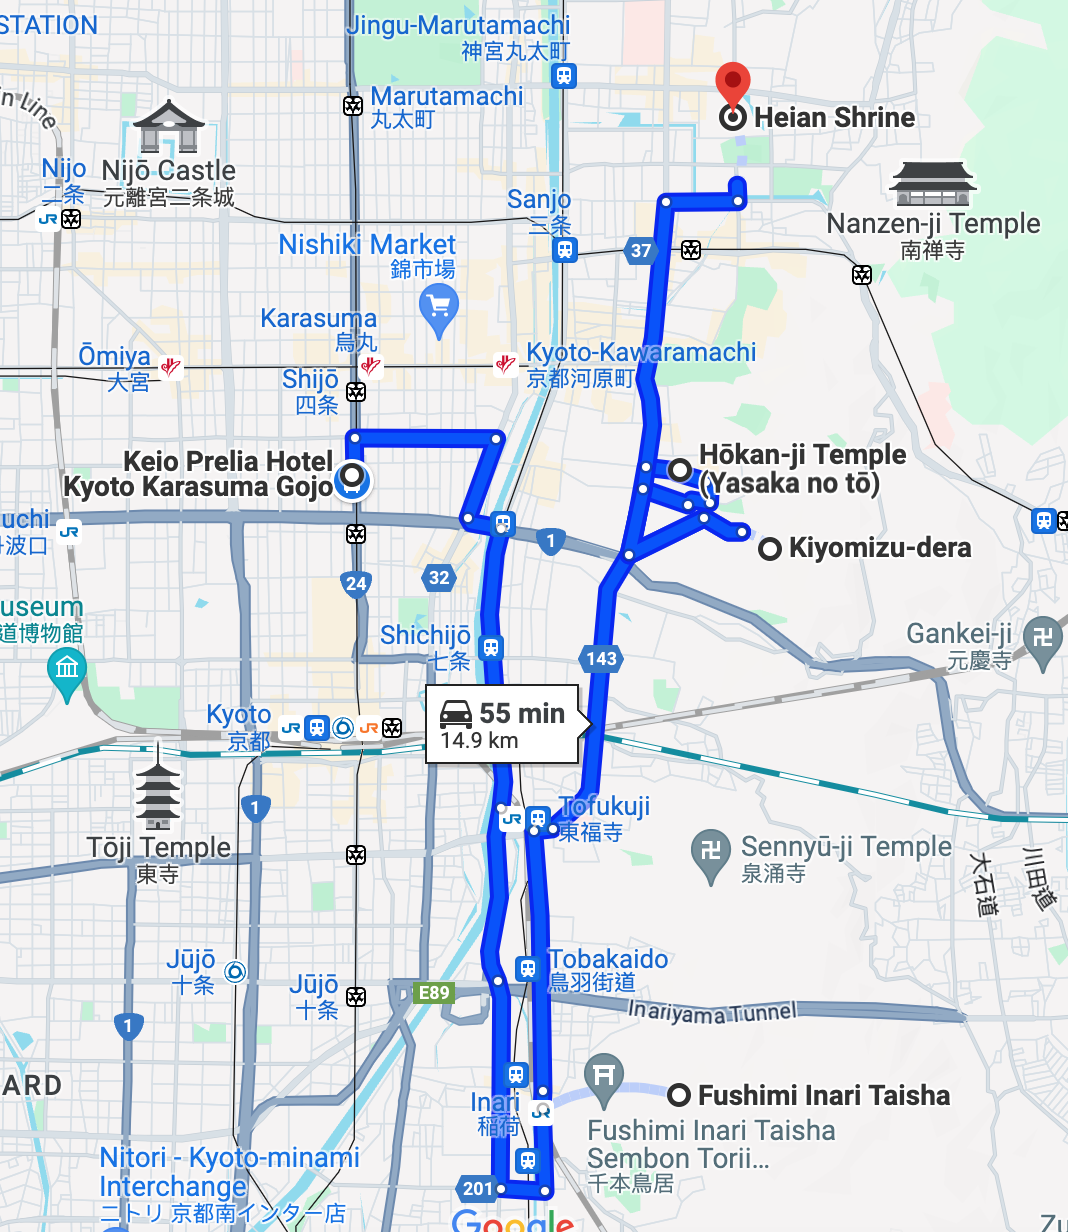 STATION
Jingu-Marutamachi
神宮丸太町
in Line
Marutamachi
丸太町
Heian Shrine
Nijo
二条
JR
Nijō Castle
元離宮二条城
Sanjo
三条
Nanzen-ji Temple
南禅寺
Nishiki Market
錦市場
37
Karasuma
烏丸
Ōmiya
大宮
Kyoto-Kawaramachi
京都河原町
Shijō
四条
Keio Prelia Hotel
Kyoto Karasuma Gojo
Hōkan-ji Temple
(Yasaka no tō)
uchi
丹波口
JR
1
Kiyomizu-dera
24
32
useum
道博物館
Shichijō
七条
143
Gankei-ji
元慶寺
Kyoto
京都
JR
JR
55 min
14.9 km
1
JR
Tofukuji
東福寺
Tōji Temple
東寺
Sennyū-ji Temple
泉涌寺
大石道
川田道
Jūjō
十条
Jūjō
十条
Tobakaido
鳥羽街道
E89
Inariyama Tunnel
1
ARD
Inari
稲荷
JR
Fushimi Inari Taisha
Fushimi Inari Taisha
Sembon Torii...
千本鳥居
Nitori - Kyoto-minami
Interchange
ニトリ 京都南インター店
201
Google
Zu